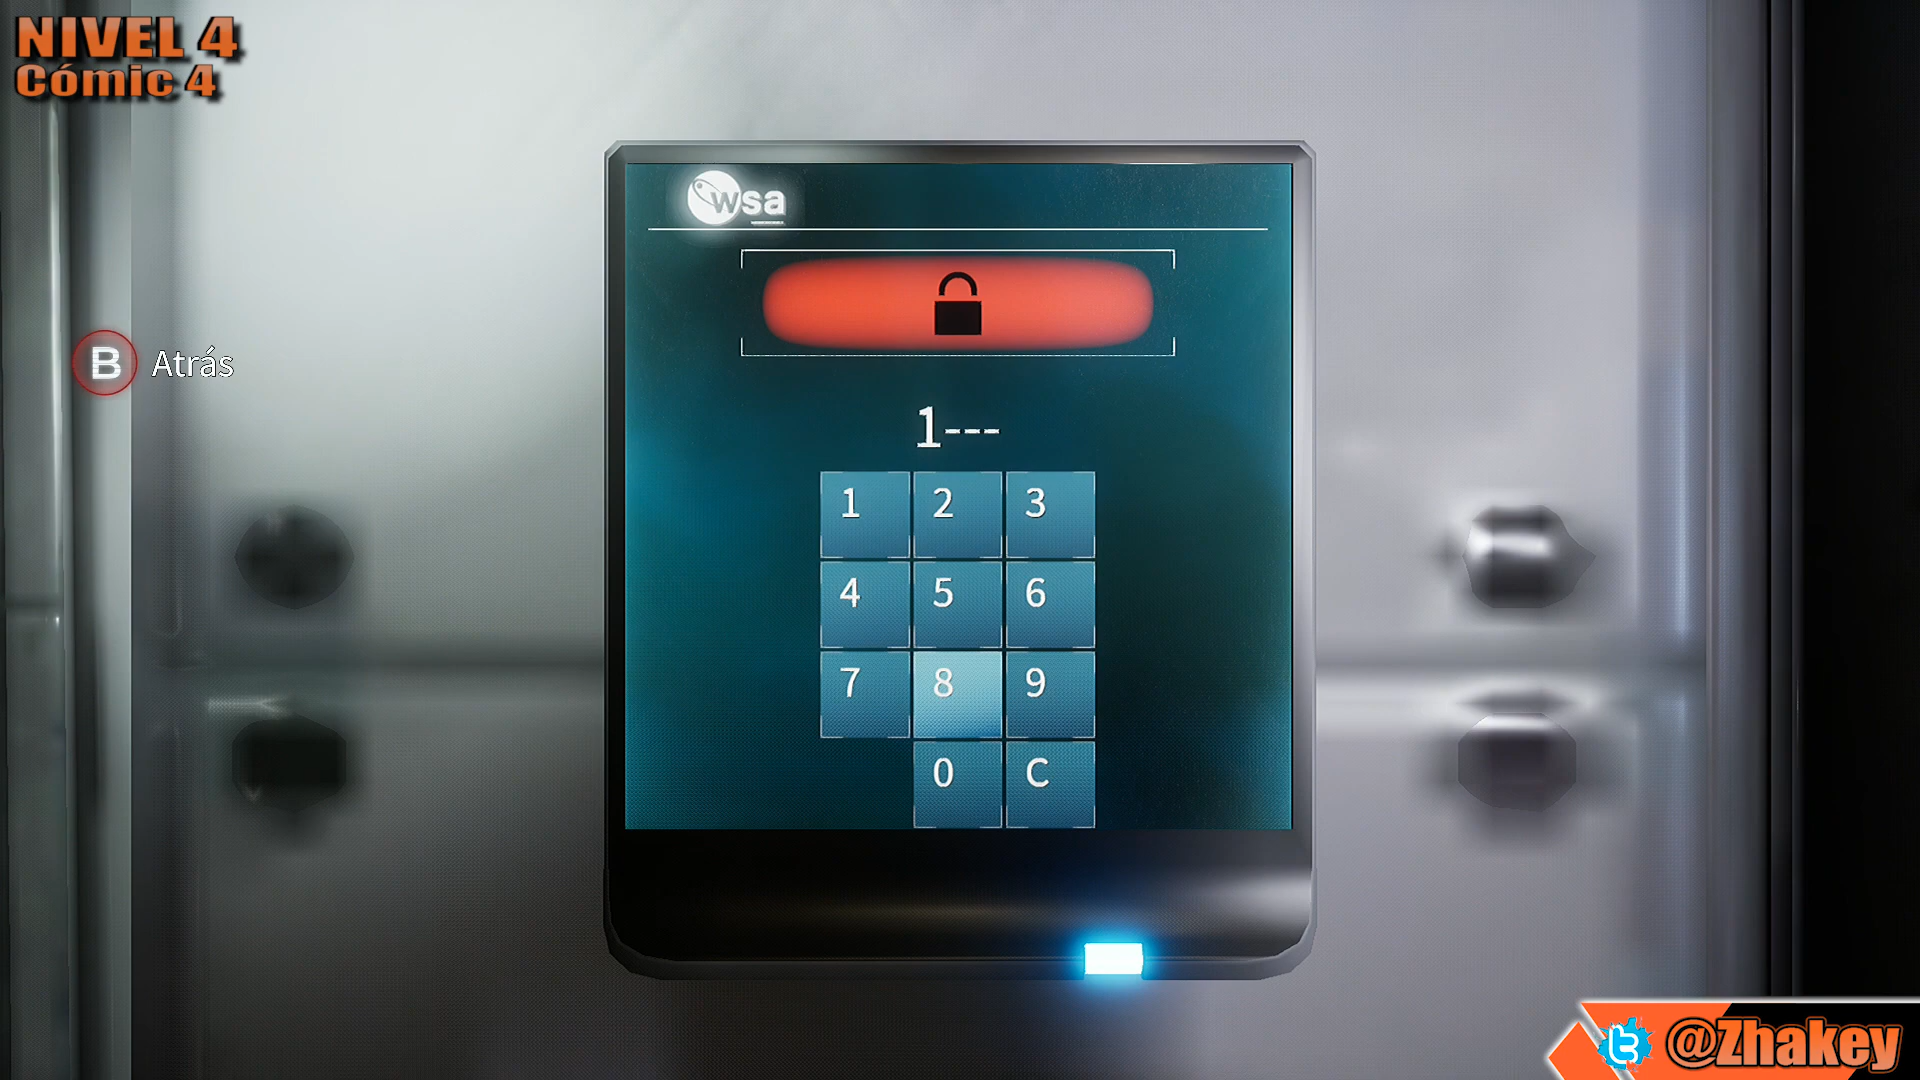 NIVEL 4
Cómic 4
wsa
B Atrás
1---
1 2 3
4 5 6
7 8 9
0 C
@Zhakey